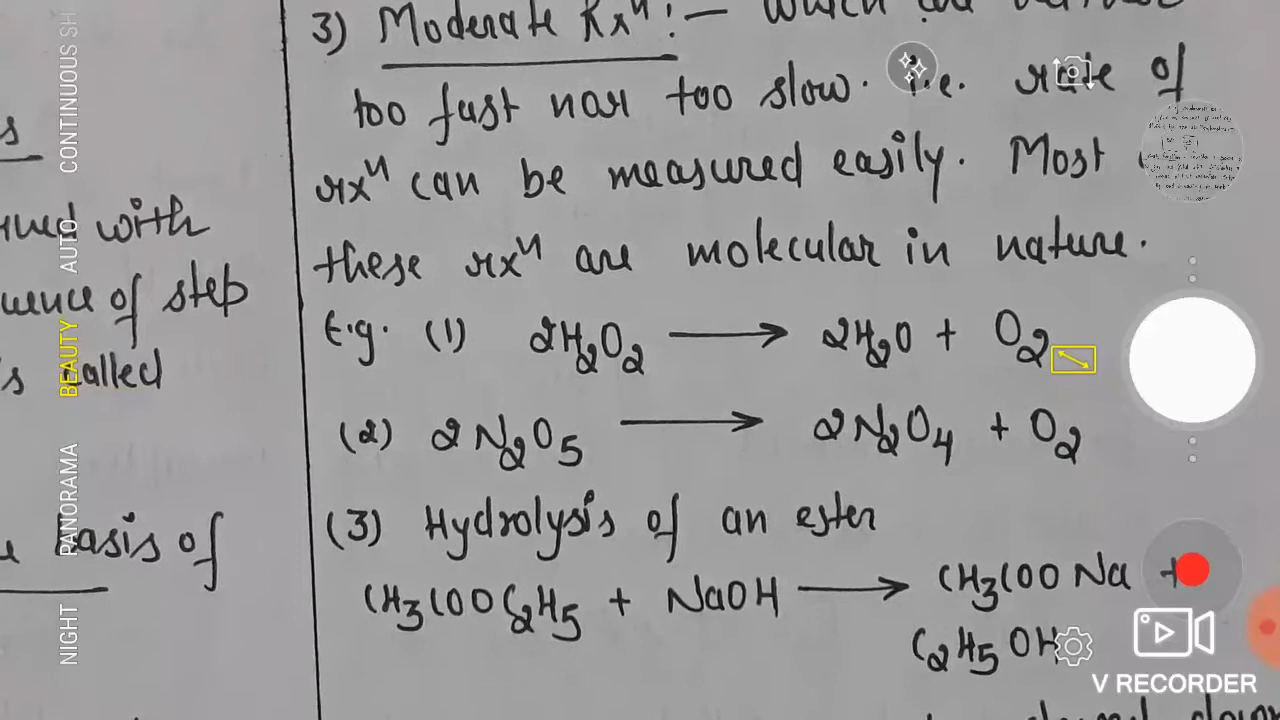 3) Moderate Rxⁿ :- which are
too fast nor too slow. i.e. rate of
rxⁿ can be measured easily. Most
these rxⁿ are molecular in nature.
E.g. (1) 2H₂O₂ ⟶ 2H₂O + O₂
(2) 2N₂O₅ ⟶ 2N₂O₄ + O₂
(3) Hydrolysis of an ester
CH₃COOC₂H₅ + NaOH ⟶ CH₃COONa +
C₂H₅OH
s
with
of step
s called
basis of
CONTINUOUS SH
AUTO
BEAUTY
PANORAMA
NIGHT
V RECORDER